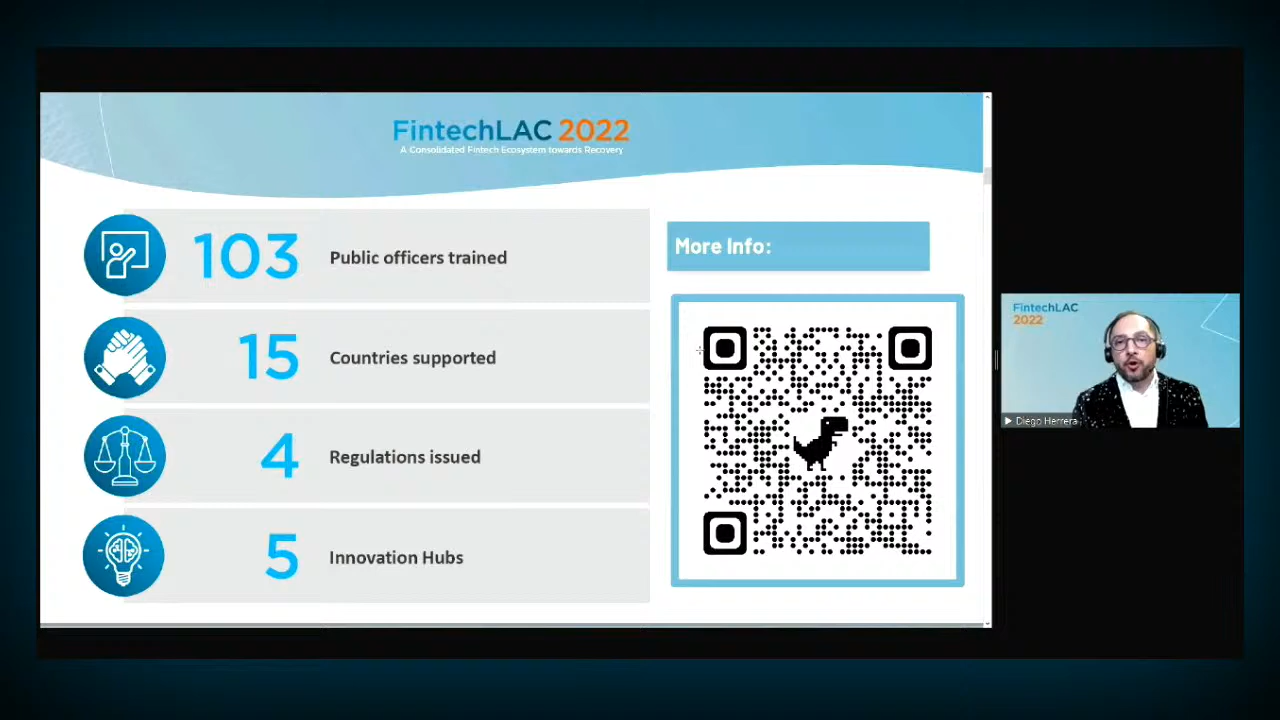 FintechLAC 2022
A Consolidated Fintech Ecosystem towards Recovery
103 Public officers trained
15 Countries supported
4 Regulations issued
5 Innovation Hubs
More Info:
FintechLAC
2022
Diego Herrera